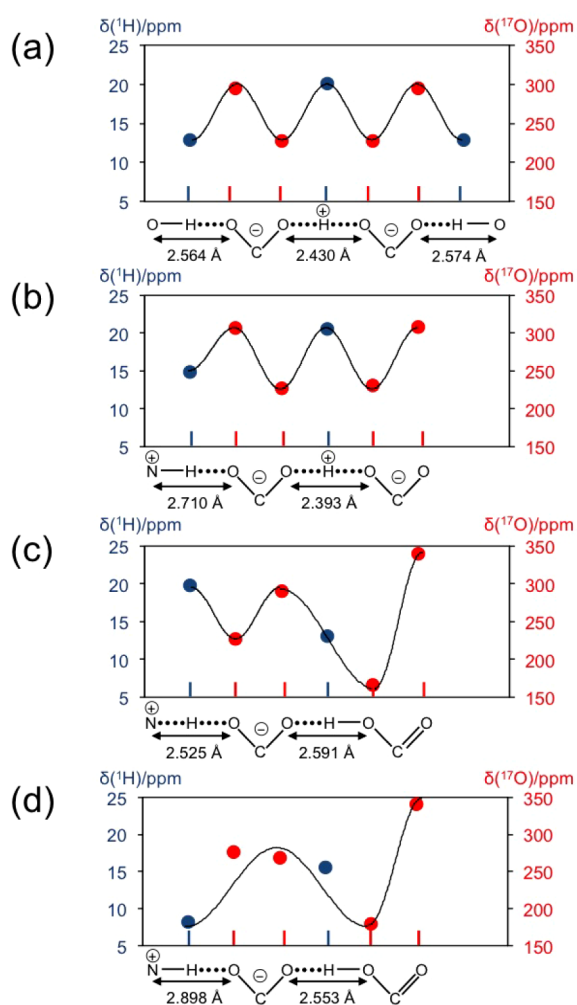 (a)
δ(¹H)/ppm δ(¹⁷O)/ppm
25 350
20 300
15 250
10 200
5 150
⊕
O H O ⊖ O H O ⊖ O H O
C C
2.564 Å 2.430 Å 2.574 Å
(b)
δ(¹H)/ppm δ(¹⁷O)/ppm
25 350
20 300
15 250
10 200
5 150
⊕ ⊕
N H O ⊖ O H O ⊖ O
C C
2.710 Å 2.393 Å
(c)
δ(¹H)/ppm δ(¹⁷O)/ppm
25 350
20 300
15 250
10 200
5 150
⊕
N H O ⊖ O H O O
C C
2.525 Å 2.591 Å
(d)
δ(¹H)/ppm δ(¹⁷O)/ppm
25 350
20 300
15 250
10 200
5 150
⊕
N H O ⊖ O H O O
C C
2.898 Å 2.553 Å